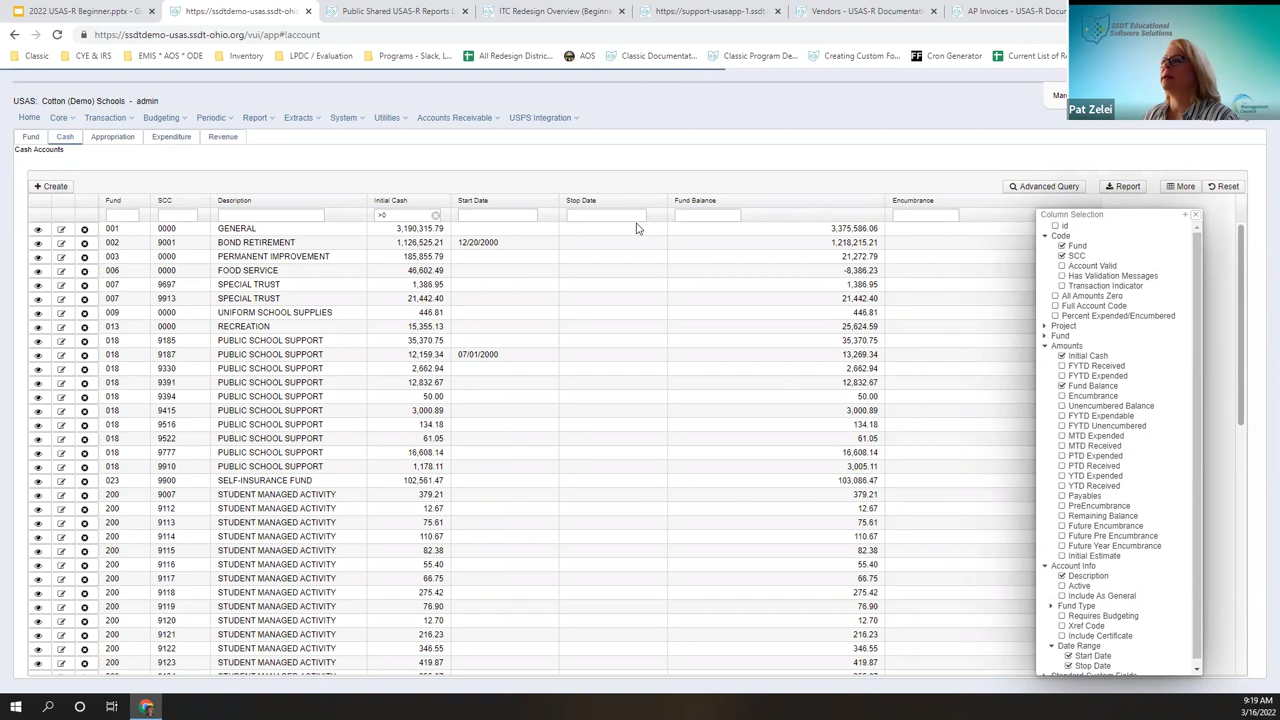 2022 USAS-R Beginner.pptx - G
https://ssdtdemo-usas.ssdt-ohio
Public Shared USAS-R Reports L
ITC Redesign Overview (Beginner
https://support-usasapp-1.ssdt
Vendors - USAS-R Documentati
AP Invoices - USAS-R Docu
https://ssdtdemo-usas.ssdt-ohio.org/vui/app#!account
Classic
CYE & IRS
EMIS * AOS * ODE
Inventory
LPDC / Evaluation
Programs - Slack, L...
All Redesign Distric...
AOS
Classic Documentat...
Classic Program De...
Creating Custom Fo...
Cron Generator
Current List of R
SSDT Educational
Software Solutions
Management
Council
Pat Zelei
USAS: Cotton (Demo) Schools - admin
Mar
Home Core Transaction Budgeting Periodic Report Extracts System Utilities Accounts Receivable USPS Integration
Fund Cash Appropriation Expenditure Revenue
Cash Accounts
Create
Advanced Query Report More Reset
Fund SCC Description Initial Cash Start Date Stop Date Fund Balance Encumbrance
>0
001 0000 GENERAL 3,190,315.79 3,375,586.06
002 9001 BOND RETIREMENT 1,126,525.21 12/20/2000 1,218,215.21
003 0000 PERMANENT IMPROVEMENT 185,855.79 21,272.79
006 0000 FOOD SERVICE 46,602.49 -8,386.23
007 9697 SPECIAL TRUST 1,386.95 1,386.95
007 9913 SPECIAL TRUST 21,442.40 21,442.40
009 0000 UNIFORM SCHOOL SUPPLIES 446.81 446.81
013 0000 RECREATION 15,355.13 25,624.59
018 9185 PUBLIC SCHOOL SUPPORT 35,370.75 35,370.75
018 9187 PUBLIC SCHOOL SUPPORT 12,159.34 07/01/2000 13,269.34
018 9330 PUBLIC SCHOOL SUPPORT 2,662.94 2,662.94
018 9391 PUBLIC SCHOOL SUPPORT 12,832.67 12,832.67
018 9394 PUBLIC SCHOOL SUPPORT 50.00 50.00
018 9415 PUBLIC SCHOOL SUPPORT 3,000.89 3,000.89
018 9516 PUBLIC SCHOOL SUPPORT 134.18 134.18
018 9522 PUBLIC SCHOOL SUPPORT 61.05 61.05
018 9777 PUBLIC SCHOOL SUPPORT 16,608.14 16,608.14
018 9910 PUBLIC SCHOOL SUPPORT 1,178.11 3,005.11
023 9900 SELF-INSURANCE FUND 102,561.47 103,086.47
200 9007 STUDENT MANAGED ACTIVITY 379.21 379.21
200 9112 STUDENT MANAGED ACTIVITY 12.67 12.67
200 9113 STUDENT MANAGED ACTIVITY 75.61 75.61
200 9114 STUDENT MANAGED ACTIVITY 110.67 110.67
200 9115 STUDENT MANAGED ACTIVITY 82.38 82.38
200 9116 STUDENT MANAGED ACTIVITY 55.40 55.40
200 9117 STUDENT MANAGED ACTIVITY 66.75 66.75
200 9118 STUDENT MANAGED ACTIVITY 275.42 275.42
200 9119 STUDENT MANAGED ACTIVITY 76.90 76.90
200 9120 STUDENT MANAGED ACTIVITY 12.70 12.70
200 9121 STUDENT MANAGED ACTIVITY 216.23 216.23
200 9122 STUDENT MANAGED ACTIVITY 346.55 346.55
200 9123 STUDENT MANAGED ACTIVITY 419.87 419.87
Column Selection
id
Code
Fund
SCC
Account Valid
Has Validation Messages
Transaction Indicator
All Amounts Zero
Full Account Code
Percent Expended/Encumbered
Project
Fund
Amounts
Initial Cash
FYTD Received
FYTD Expended
Fund Balance
Encumbrance
Unencumbered Balance
FYTD Expendable
FYTD Unencumbered
MTD Expended
MTD Received
PTD Expended
PTD Received
YTD Expended
YTD Received
Payables
PreEncumbrance
Remaining Balance
Future Encumbrance
Future Pre Encumbrance
Future Year Encumbrance
Initial Estimate
Account Info
Description
Active
Include As General
Fund Type
Requires Budgeting
Xref Code
Include Certificate
Date Range
Start Date
Stop Date
9:19 AM
3/16/2022